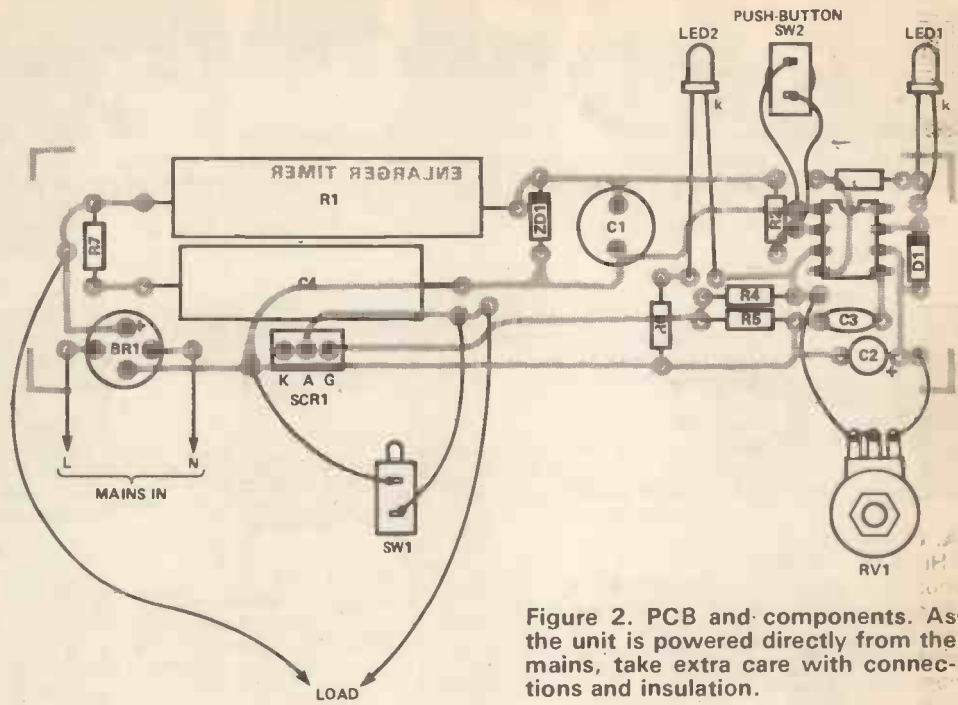 PUSH-BUTTON
SW2
LED2
LED1
k
k
ENLARGER TIMER
R1
R7
ZD1
C1
R2
D1
C4
R4
R5
C3
C2
+
BR1
+
K A G
SCR1
L
N
MAINS IN
SW1
RV1
LOAD
Figure 2. PCB and components. As
the unit is powered directly from the
mains, take extra care with connec-
tions and insulation.